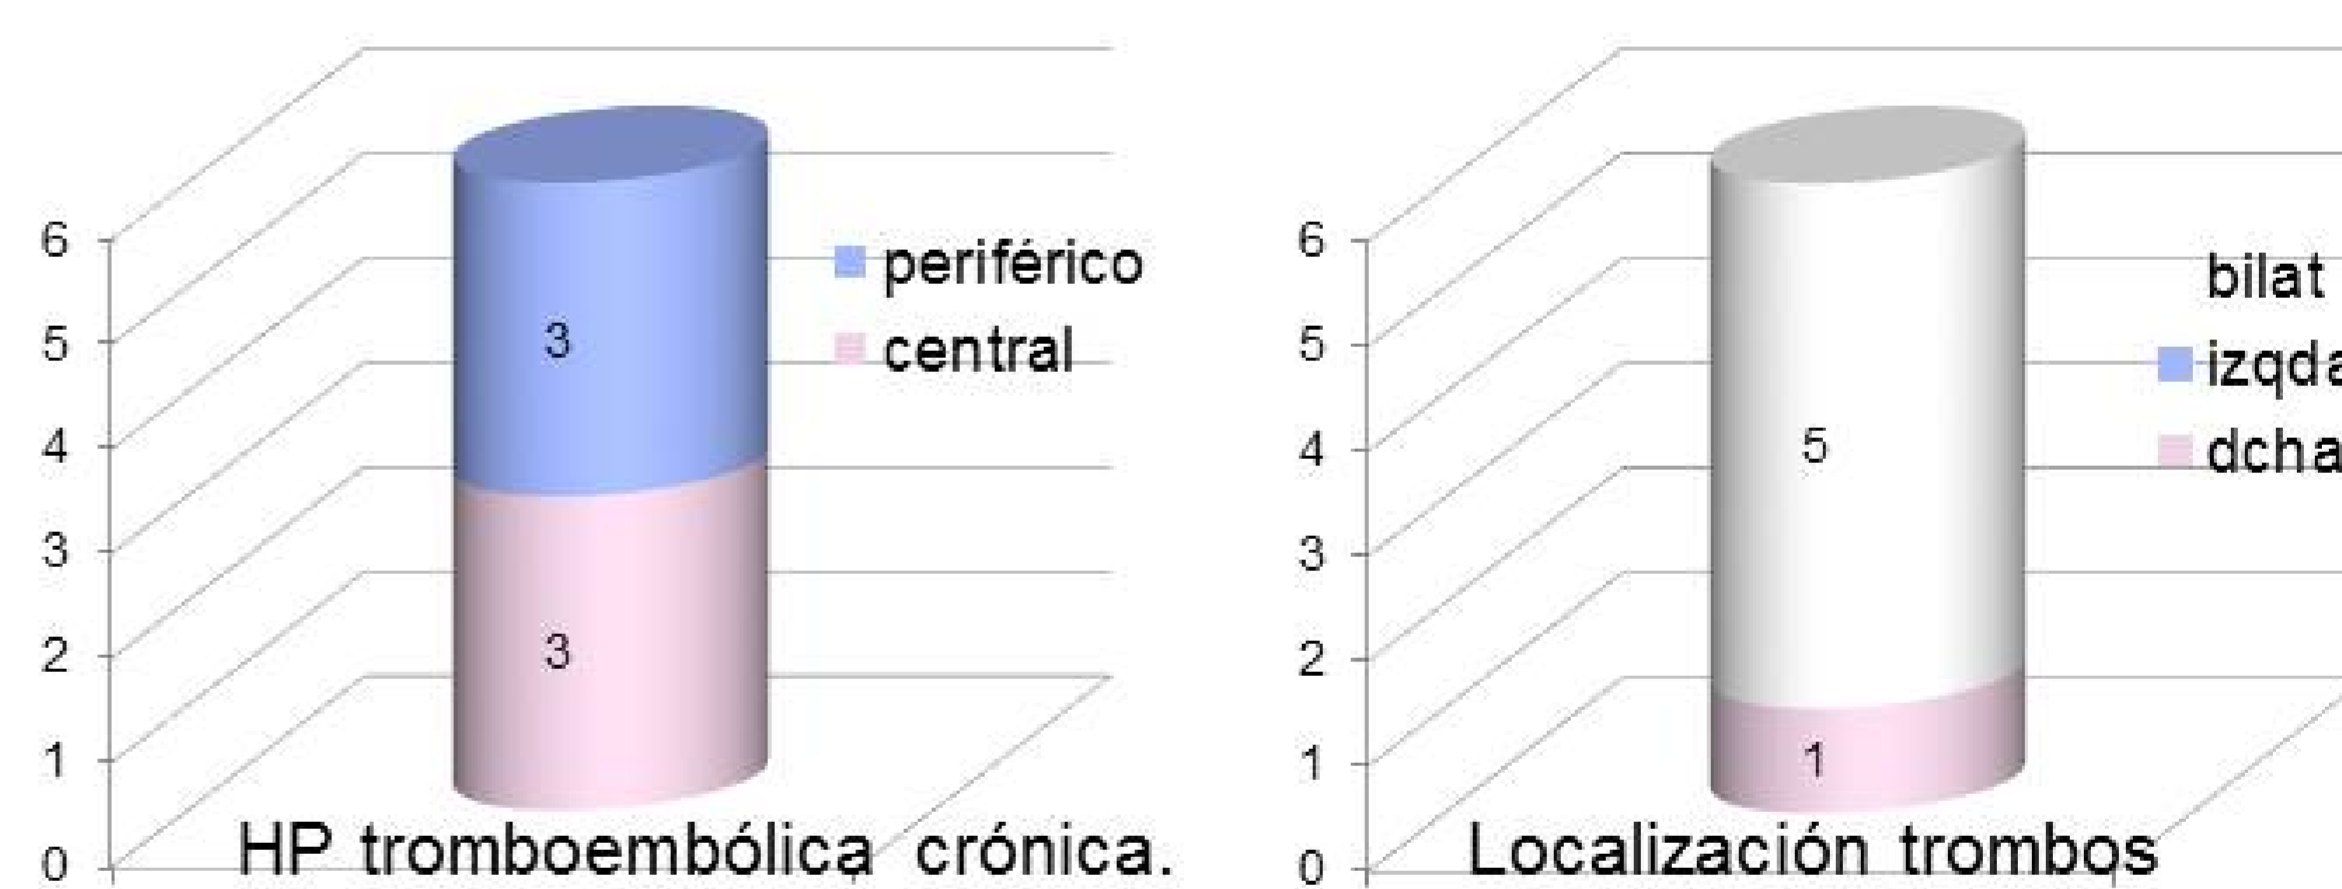 6
5
4
3
2
1
0
3
3
periférico
central
HP tromboembólica crónica.
6
5
4
3
2
1
0
5
1
bilat
izqda
dcha
Localización trombos